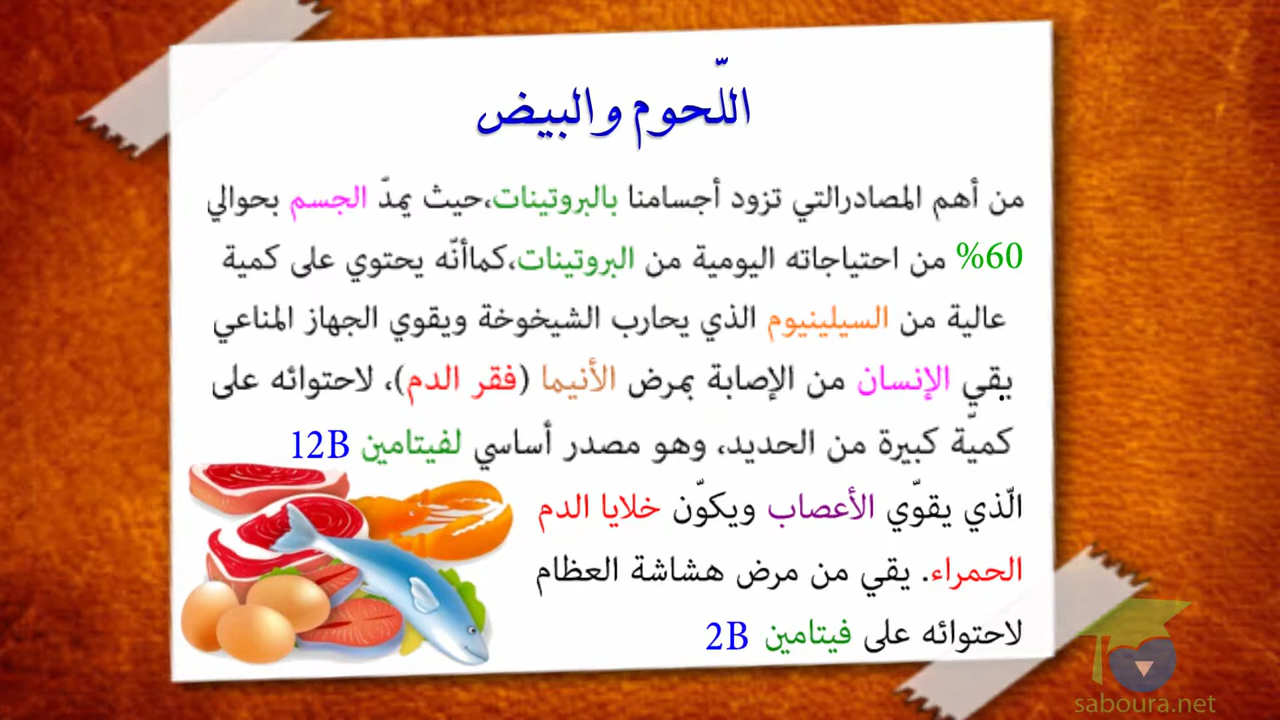 اللّحوم والبيض
من أهم المصادرالتي تزود أجسامنا بالبروتينات،حيث يمدّ الجسم بحوالي
%60 من احتياجاته اليومية من البروتينات،كماأنّه يحتوي على كمية
عالية من السيلينيوم الذي يحارب الشيخوخة ويقوي الجهاز المناعي
يقي الإنسان من الإصابة بمرض الأنيما (فقر الدم)، لاحتوائه على
كميّة كبيرة من الحديد، وهو مصدر أساسي لفيتامين 12B
الّذي يقوّي الأعصاب ويكوّن خلايا الدم
الحمراء. يقي من مرض هشاشة العظام
لاحتوائه على فيتامين 2B
saboura.net